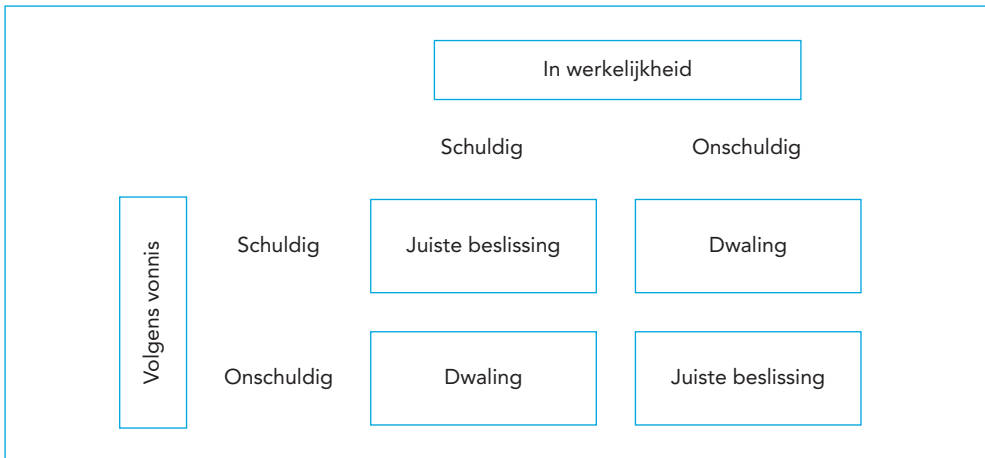 In werkelijkheid
Schuldig Onschuldig
Volgens vonnis
Schuldig Juiste beslissing Dwaling
Onschuldig Dwaling Juiste beslissing